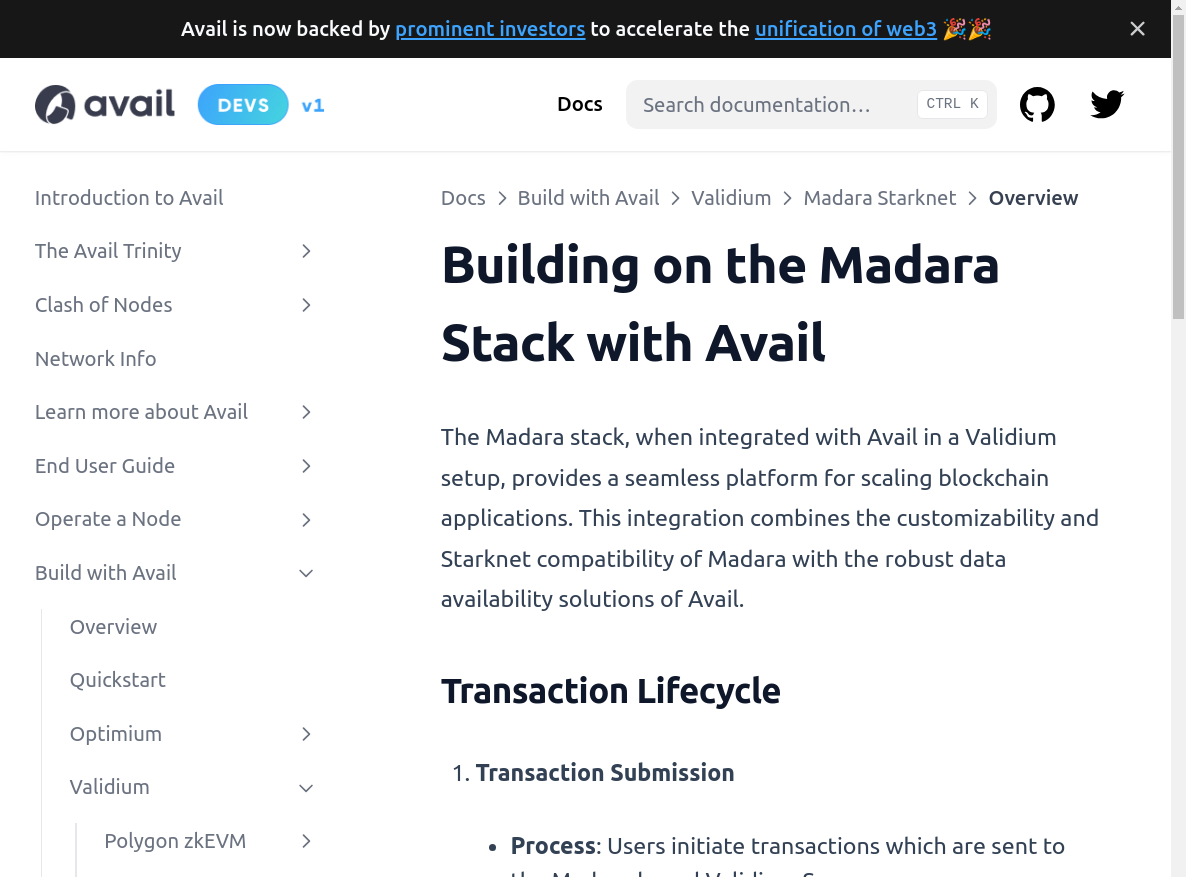 Avail is now backed by prominent investors to accelerate the unification of web3 🎉🎉
avail DEVS v1
Docs
Search documentation…
CTRL K
Introduction to Avail
The Avail Trinity
Clash of Nodes
Network Info
Learn more about Avail
End User Guide
Operate a Node
Build with Avail
Overview
Quickstart
Optimium
Validium
Polygon zkEVM
Docs > Build with Avail > Validium > Madara Starknet > Overview
Building on the Madara
Stack with Avail
The Madara stack, when integrated with Avail in a Validium
setup, provides a seamless platform for scaling blockchain
applications. This integration combines the customizability and
Starknet compatibility of Madara with the robust data
availability solutions of Avail.
Transaction Lifecycle
1. Transaction Submission
• Process: Users initiate transactions which are sent to